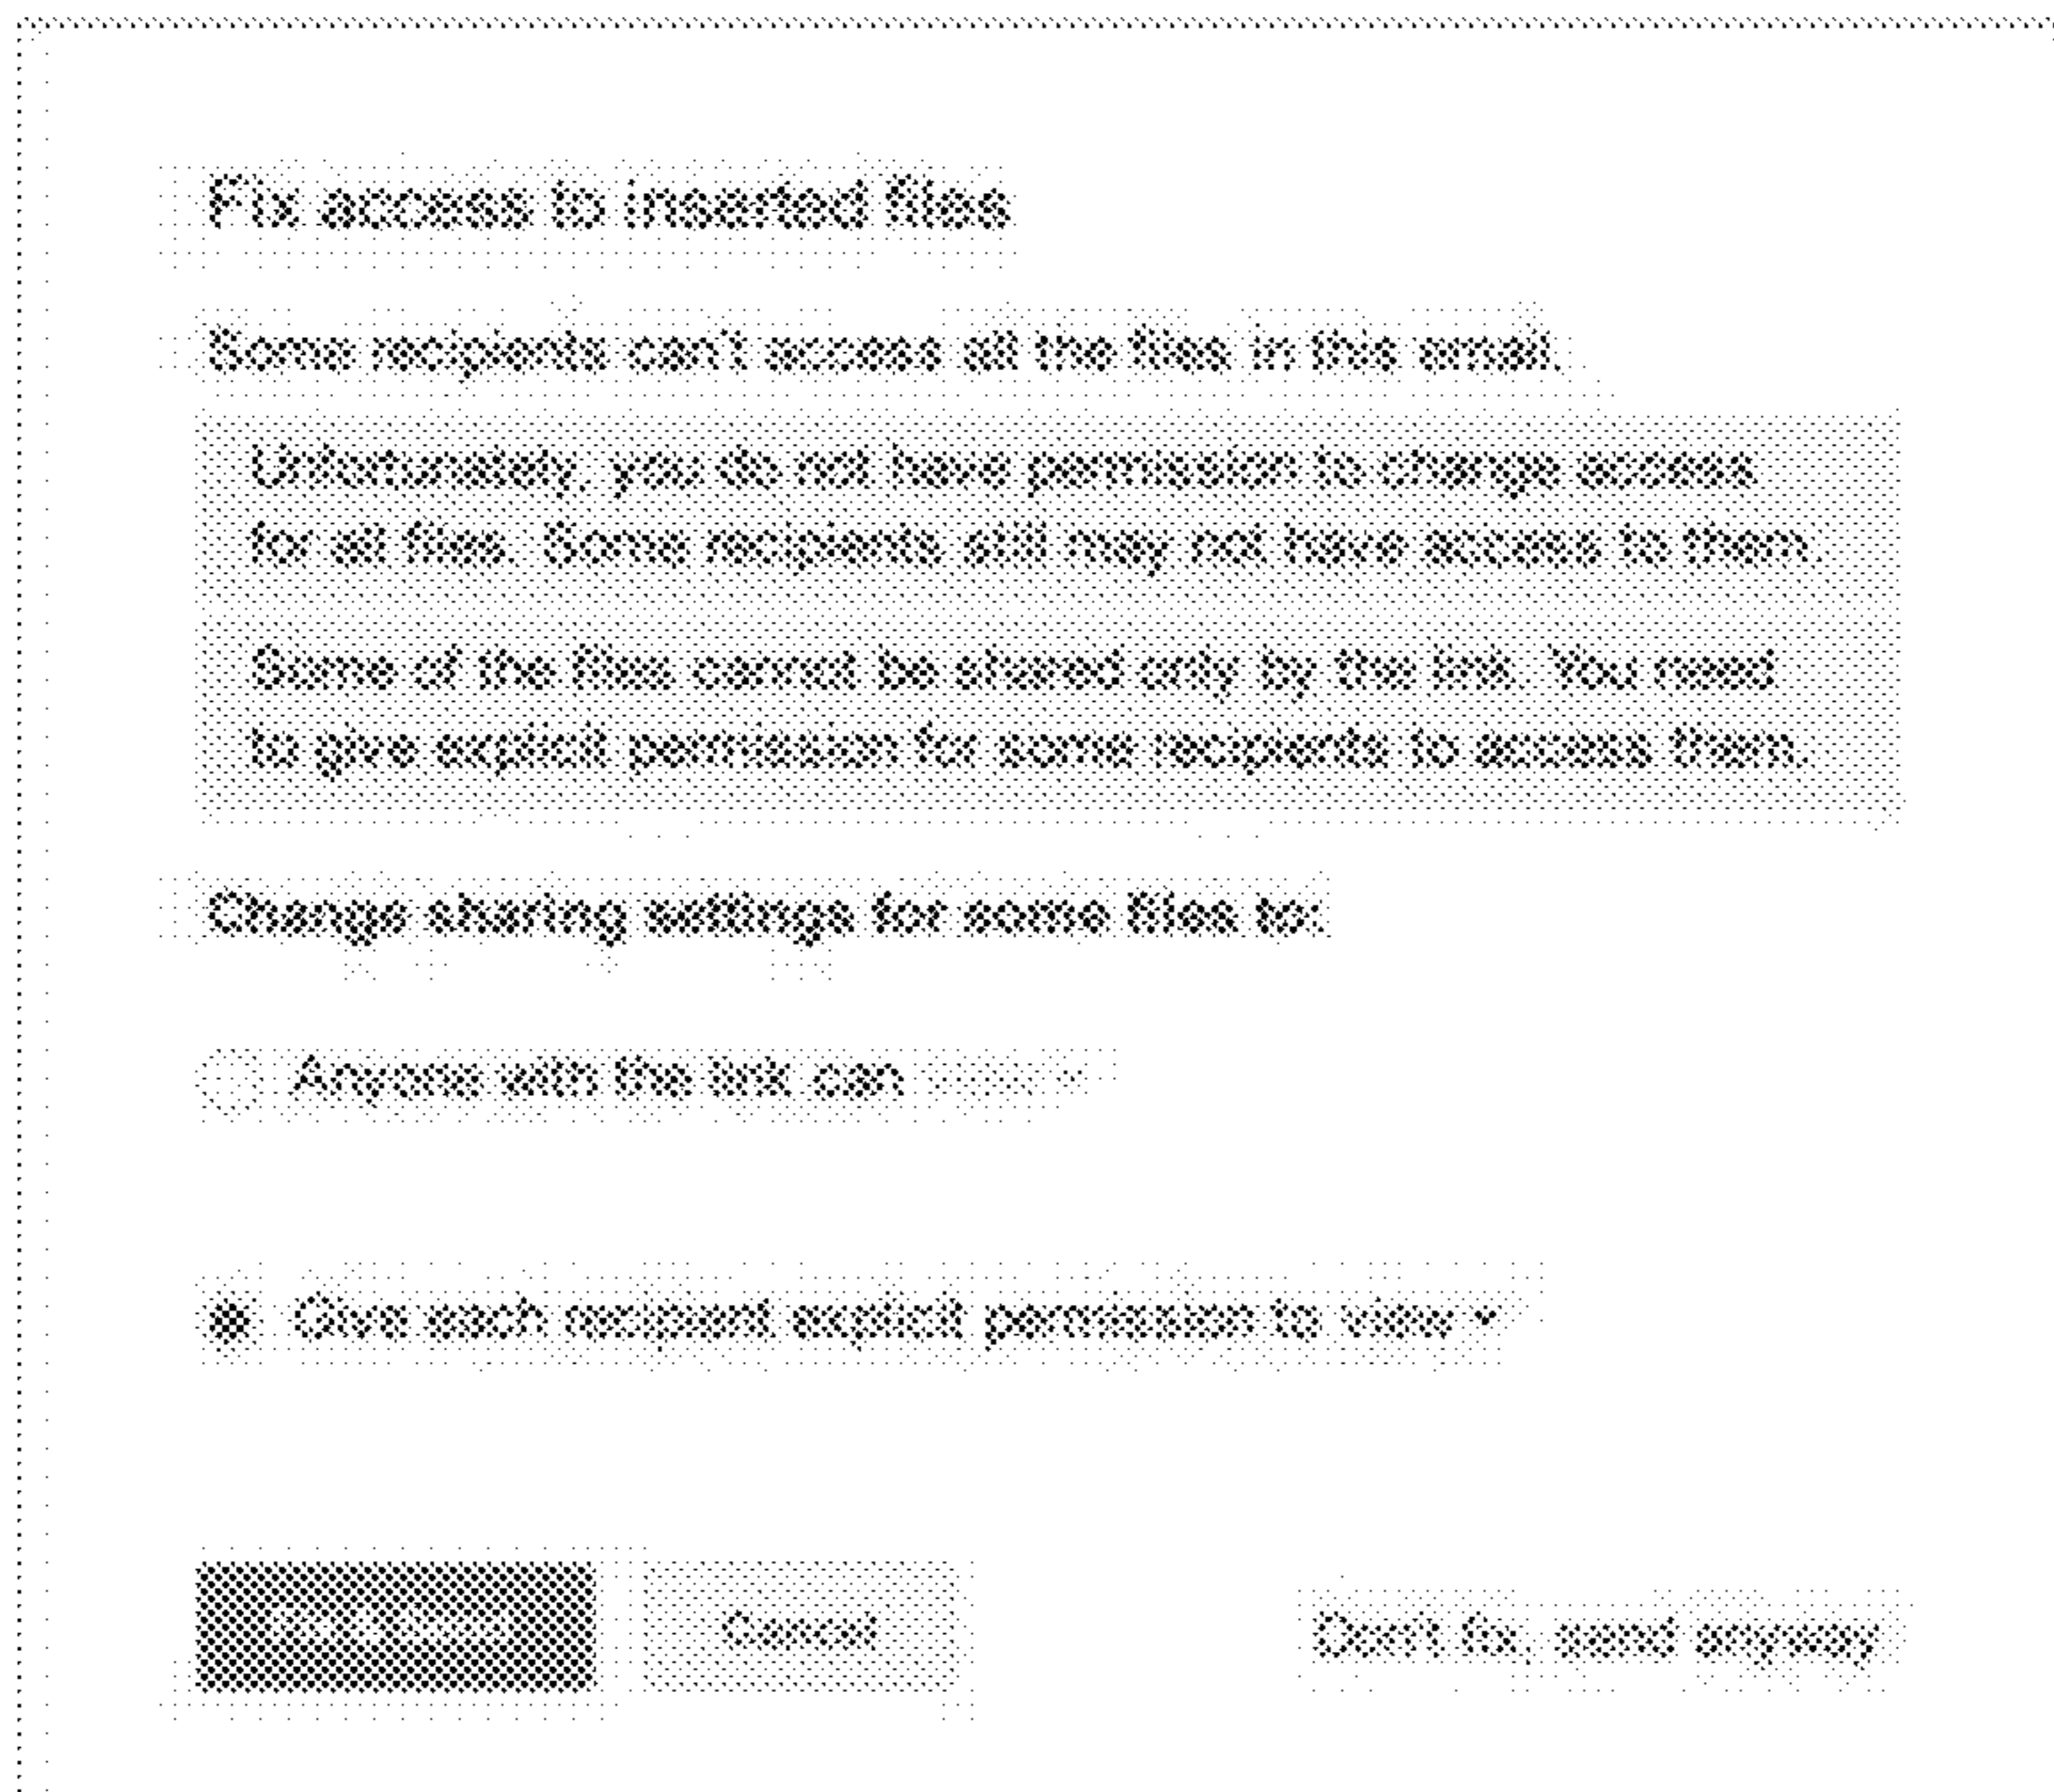 Fix access to inserted files
Some recipients can't access all the files in this email.
Unfortunately, you do not have permission to change access
for all files. Some recipients still may not have access to them.
Some of the files cannot be shared only by the link. You need
to give explicit permission for some recipients to access them.
Change sharing settings for some files to:
Anyone with the link can
Give each recipient explicit permission to view
Cancel
Don't fix, send anyway